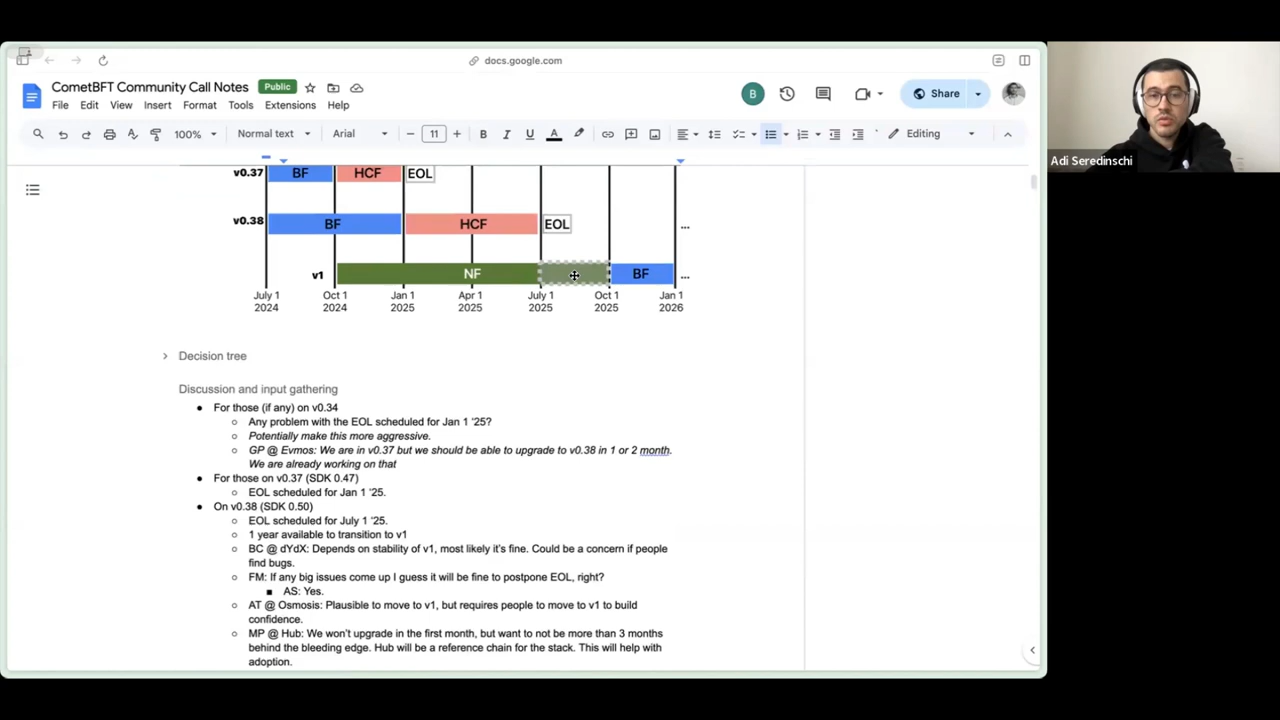 docs.google.com
CometBFT Community Call Notes Public
File Edit View Insert Format Tools Extensions Help
B
Share
100% Normal text Arial 11 B I U A Editing
Adi Seredinschi
v0.37 BF HCF EOL
v0.38 BF HCF EOL ...
v1 NF BF ...
July 1 Oct 1 Jan 1 Apr 1 July 1 Oct 1 Jan 1
2024 2024 2025 2025 2025 2025 2026
Decision tree
Discussion and input gathering
● For those (if any) on v0.34
○ Any problem with the EOL scheduled for Jan 1 '25?
○ Potentially make this more aggressive.
○ GP @ Evmos: We are in v0.37 but we should be able to upgrade to v0.38 in 1 or 2 month.
We are already working on that
● For those on v0.37 (SDK 0.47)
○ EOL scheduled for Jan 1 '25.
● On v0.38 (SDK 0.50)
○ EOL scheduled for July 1 '25.
○ 1 year available to transition to v1
○ BC @ dYdX: Depends on stability of v1, most likely it's fine. Could be a concern if people
find bugs.
○ FM: If any big issues come up I guess it will be fine to postpone EOL, right?
■ AS: Yes.
○ AT @ Osmosis: Plausible to move to v1, but requires people to move to v1 to build
confidence.
○ MP @ Hub: We won't upgrade in the first month, but want to not be more than 3 months
behind the bleeding edge. Hub will be a reference chain for the stack. This will help with
adoption.